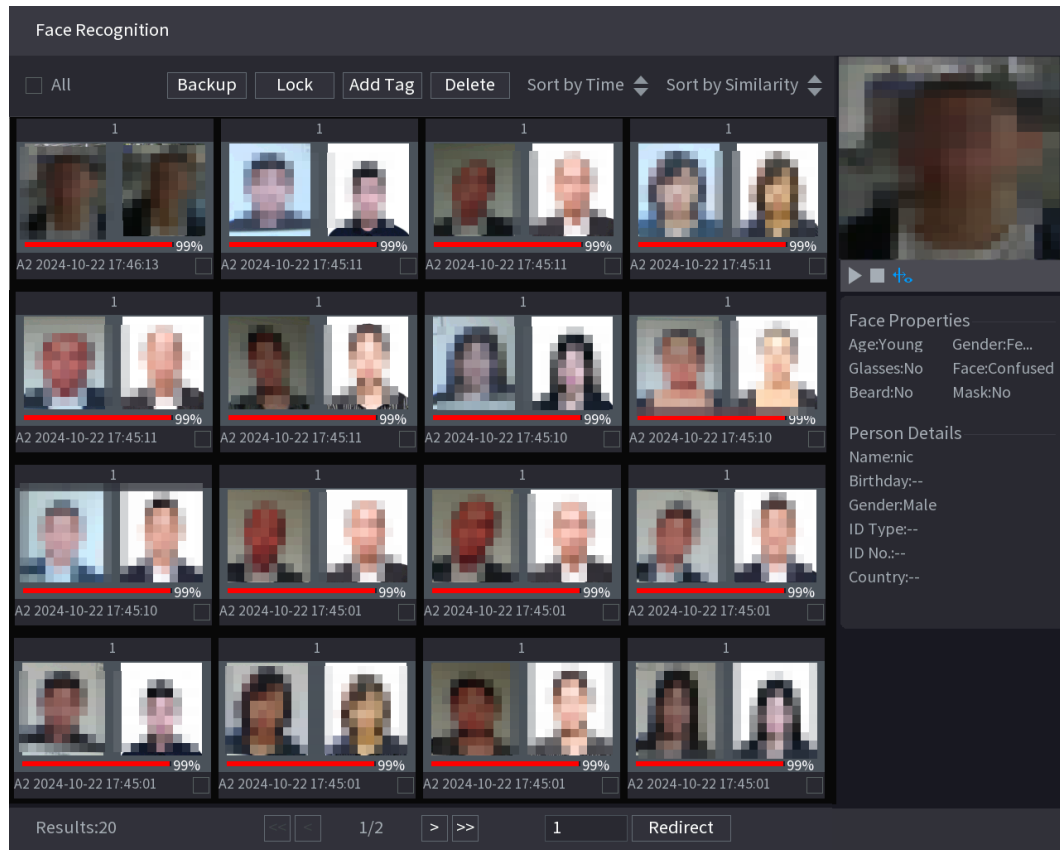 Face Recognition
All Backup Lock Add Tag Delete Sort by Time Sort by Similarity
1 1 1 1
99% 99% 99% 99%
A2 2024-10-22 17:46:13 A2 2024-10-22 17:45:11 A2 2024-10-22 17:45:11 A2 2024-10-22 17:45:11
1 1 1 1
99% 99% 99% 99%
A2 2024-10-22 17:45:11 A2 2024-10-22 17:45:11 A2 2024-10-22 17:45:10 A2 2024-10-22 17:45:10
1 1 1 1
99% 99% 99% 99%
A2 2024-10-22 17:45:10 A2 2024-10-22 17:45:01 A2 2024-10-22 17:45:01 A2 2024-10-22 17:45:01
1 1 1 1
99% 99% 99% 99%
A2 2024-10-22 17:45:01 A2 2024-10-22 17:45:01 A2 2024-10-22 17:45:01 A2 2024-10-22 17:45:01
Face Properties
Age:Young Gender:Fe...
Glasses:No Face:Confused
Beard:No Mask:No
Person Details
Name:nic
Birthday:--
Gender:Male
ID Type:--
ID No.:--
Country:--
Results:20 << < 1/2 > >> 1 Redirect